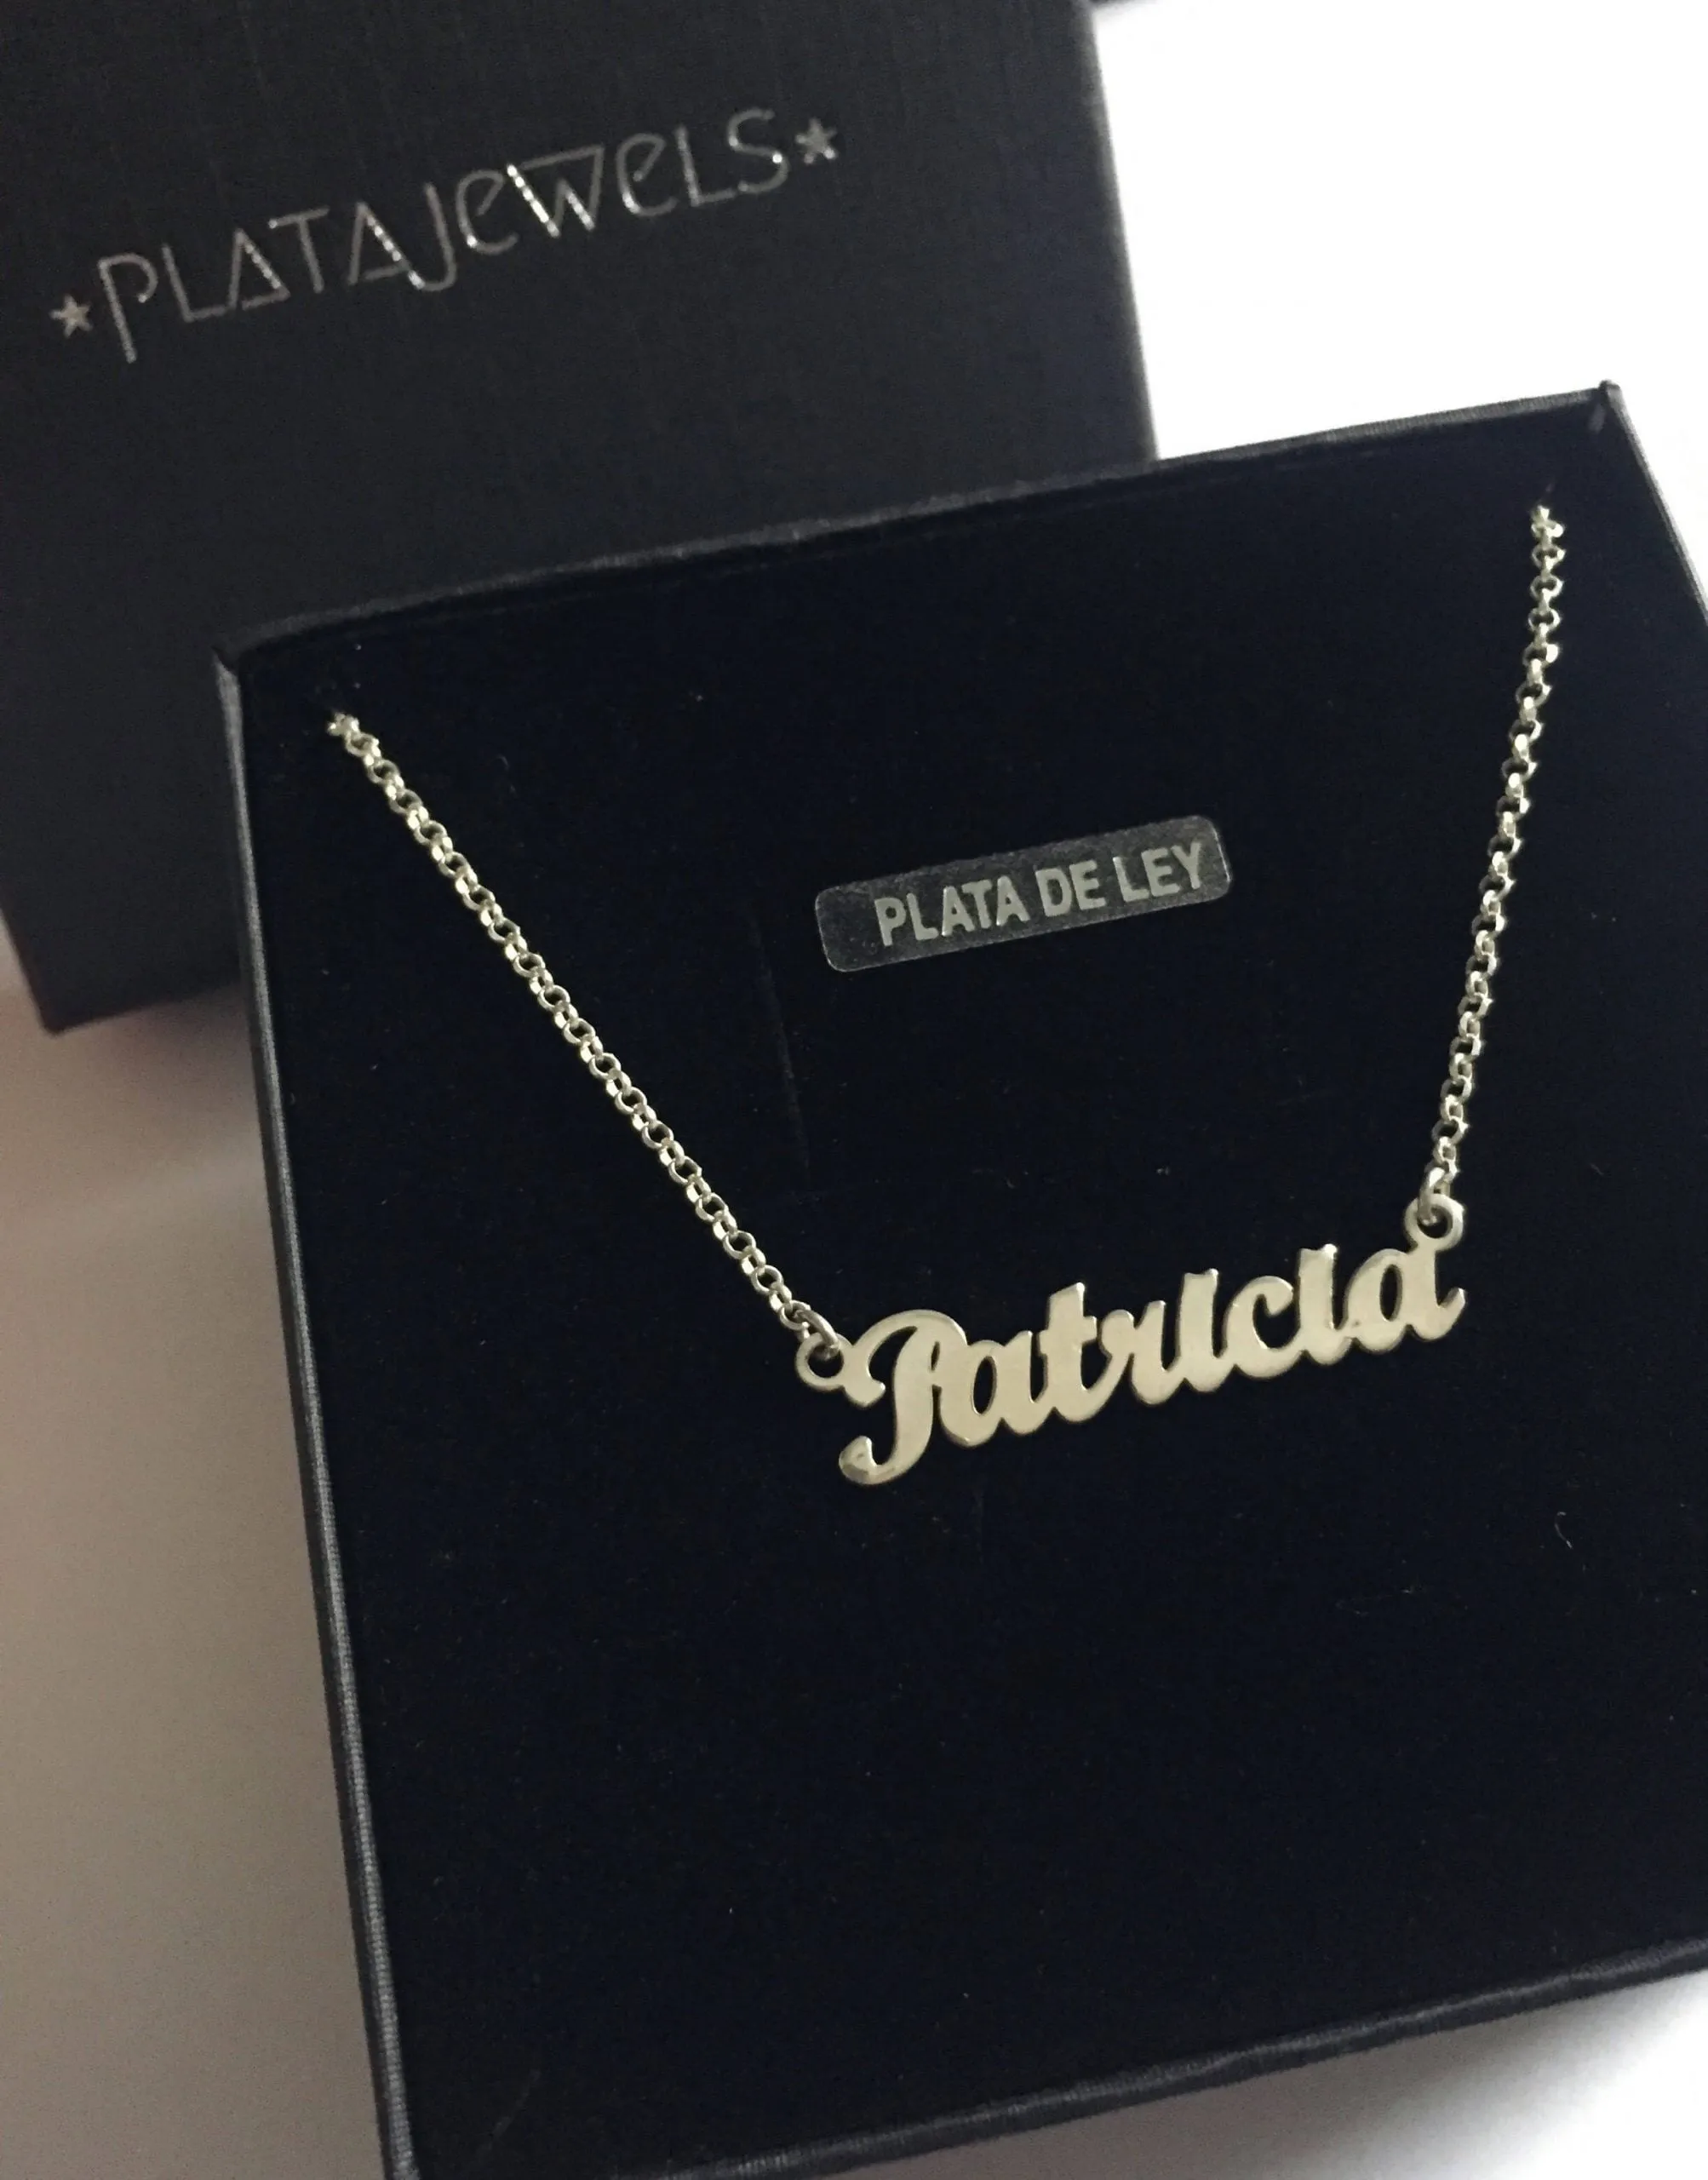 ★PLATAJEWELS★
PLATA DE LEY
Patricia